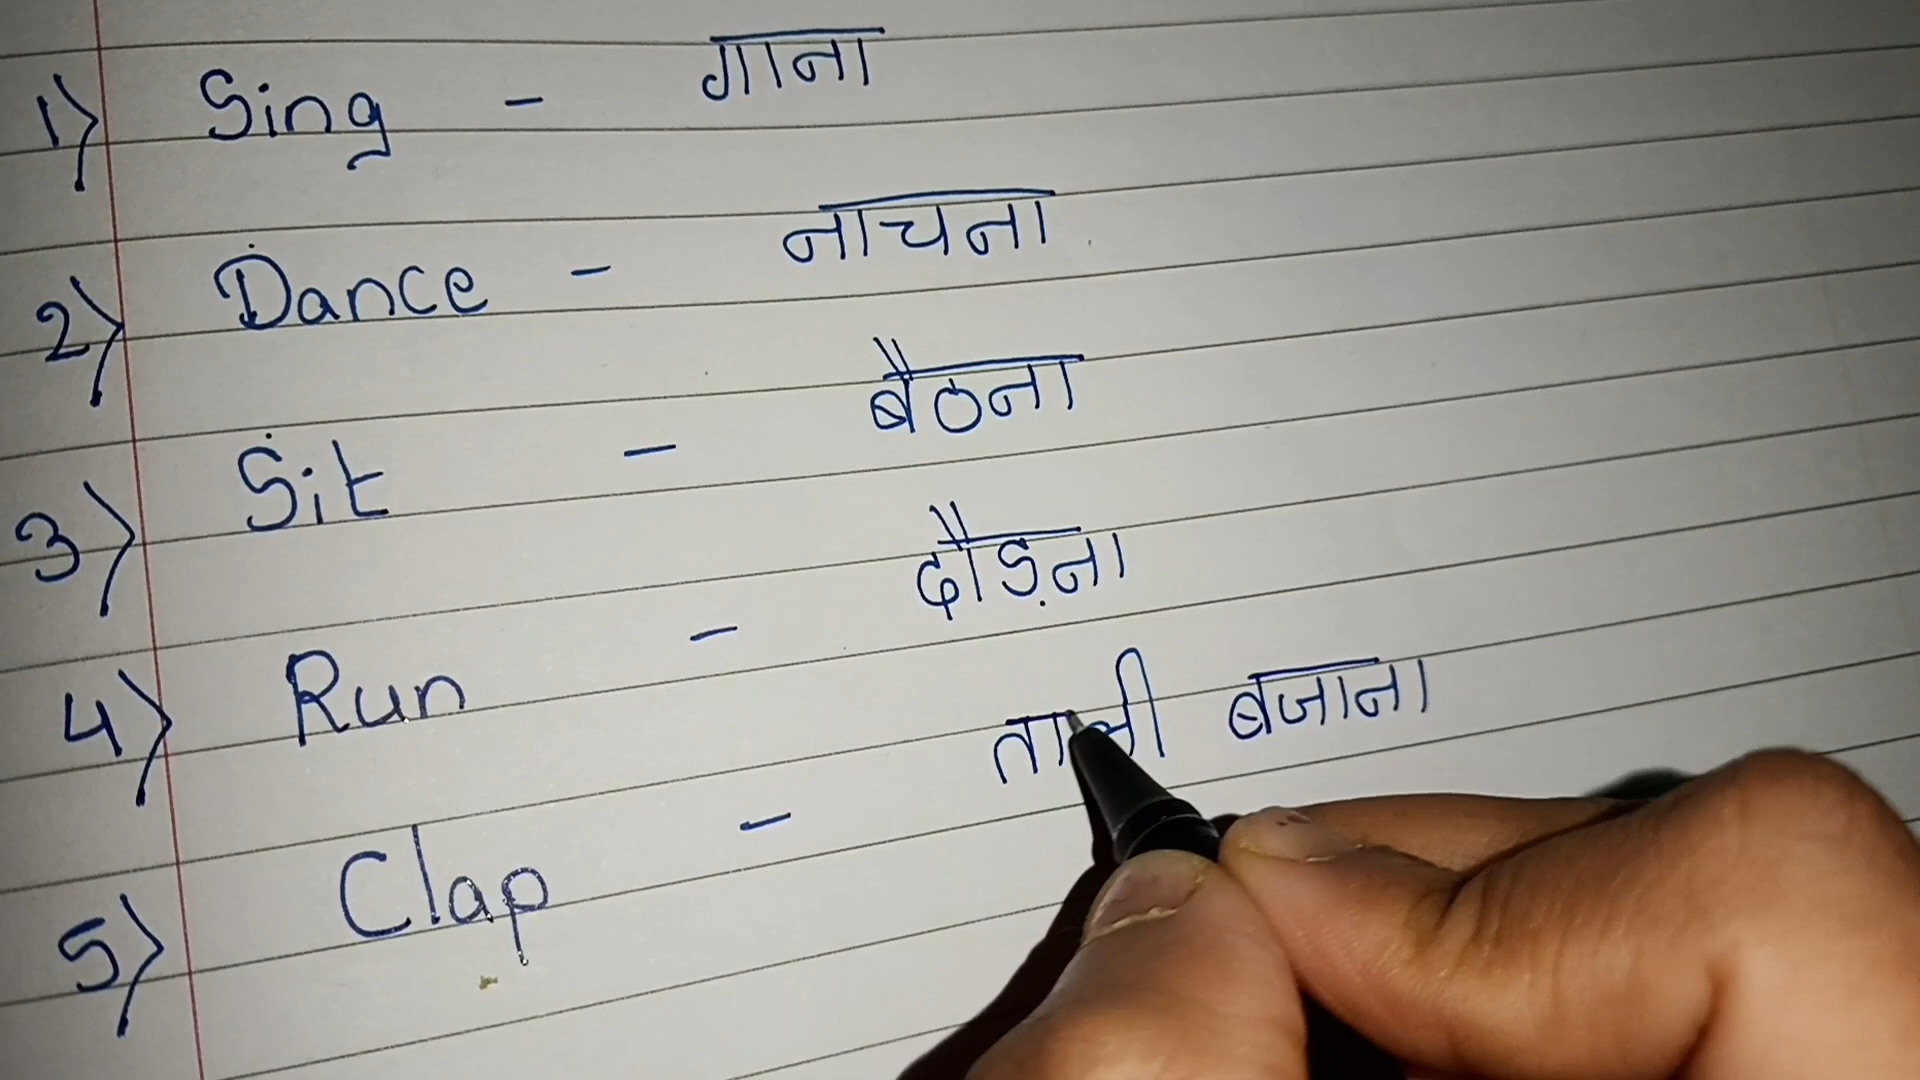 1) Sing - गाना
2) Dance - नाचना
3) Sit - बैठना
4) Run - दौड़ना
5) Clap - ताली बजाना